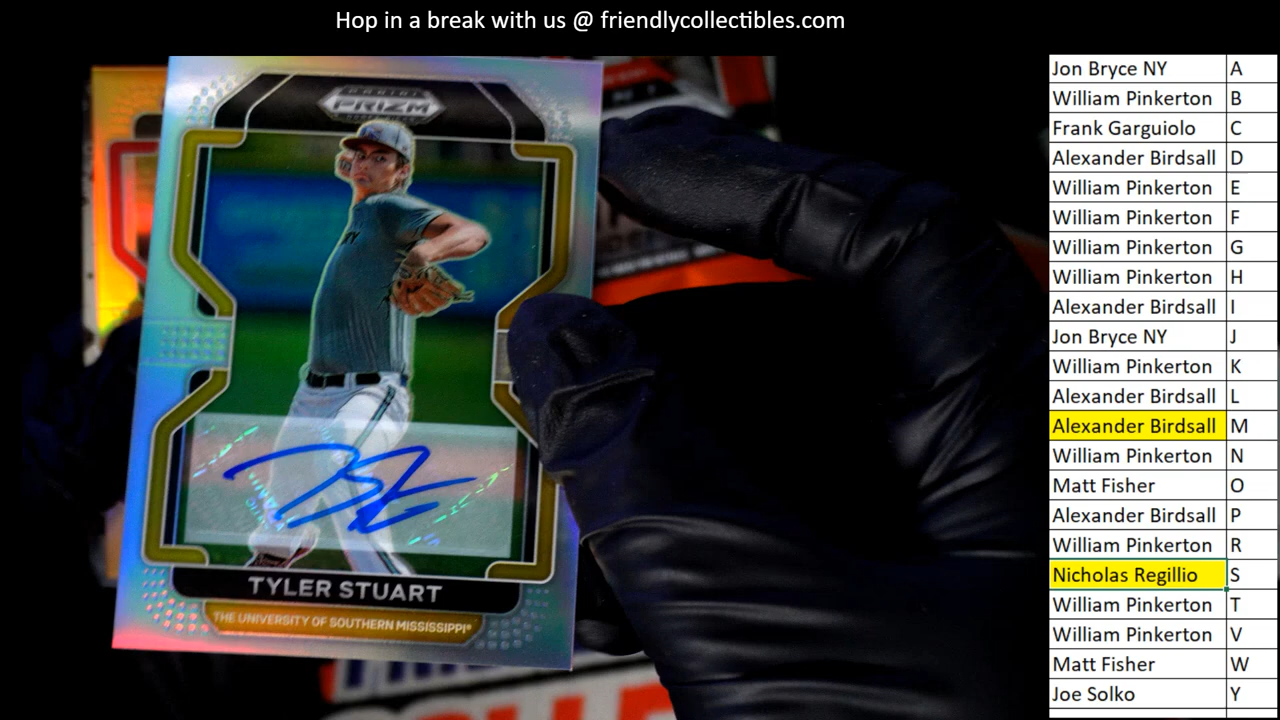 Hop in a break with us @ friendlycollectibles.com
PANINI
PRIZM
TYLER STUART
THE UNIVERSITY OF SOUTHERN MISSISSIPPI®
Jon Bryce NY A
William Pinkerton B
Frank Garguiolo C
Alexander Birdsall D
William Pinkerton E
William Pinkerton F
William Pinkerton G
William Pinkerton H
Alexander Birdsall I
Jon Bryce NY J
William Pinkerton K
Alexander Birdsall L
Alexander Birdsall M
William Pinkerton N
Matt Fisher O
Alexander Birdsall P
William Pinkerton R
Nicholas Regillio S
William Pinkerton T
William Pinkerton V
Matt Fisher W
Joe Solko Y